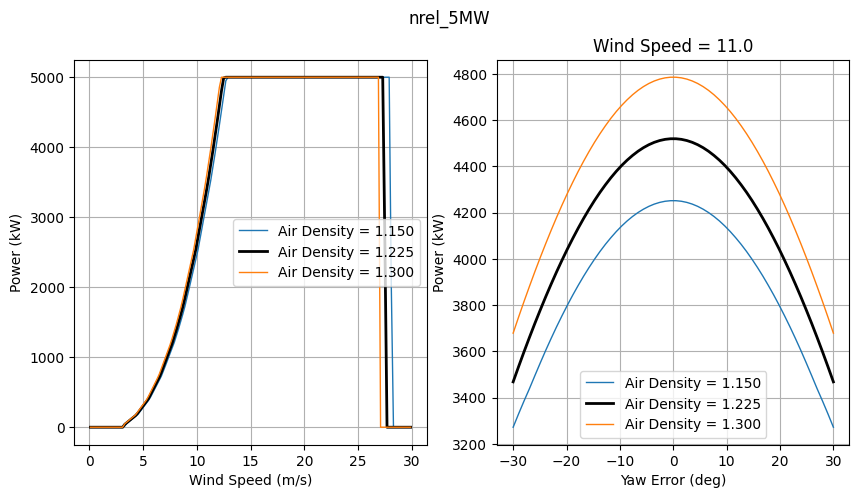 nrel_5MW
Power (kW)
5000
4000
3000
2000
1000
0
0
5
10
15
20
25
30
Wind Speed (m/s)
Air Density = 1.150
Air Density = 1.225
Air Density = 1.300
Wind Speed = 11.0
Power (kW)
4800
4600
4400
4200
4000
3800
3600
3400
3200
−30
−20
−10
0
10
20
30
Yaw Error (deg)
Air Density = 1.150
Air Density = 1.225
Air Density = 1.300